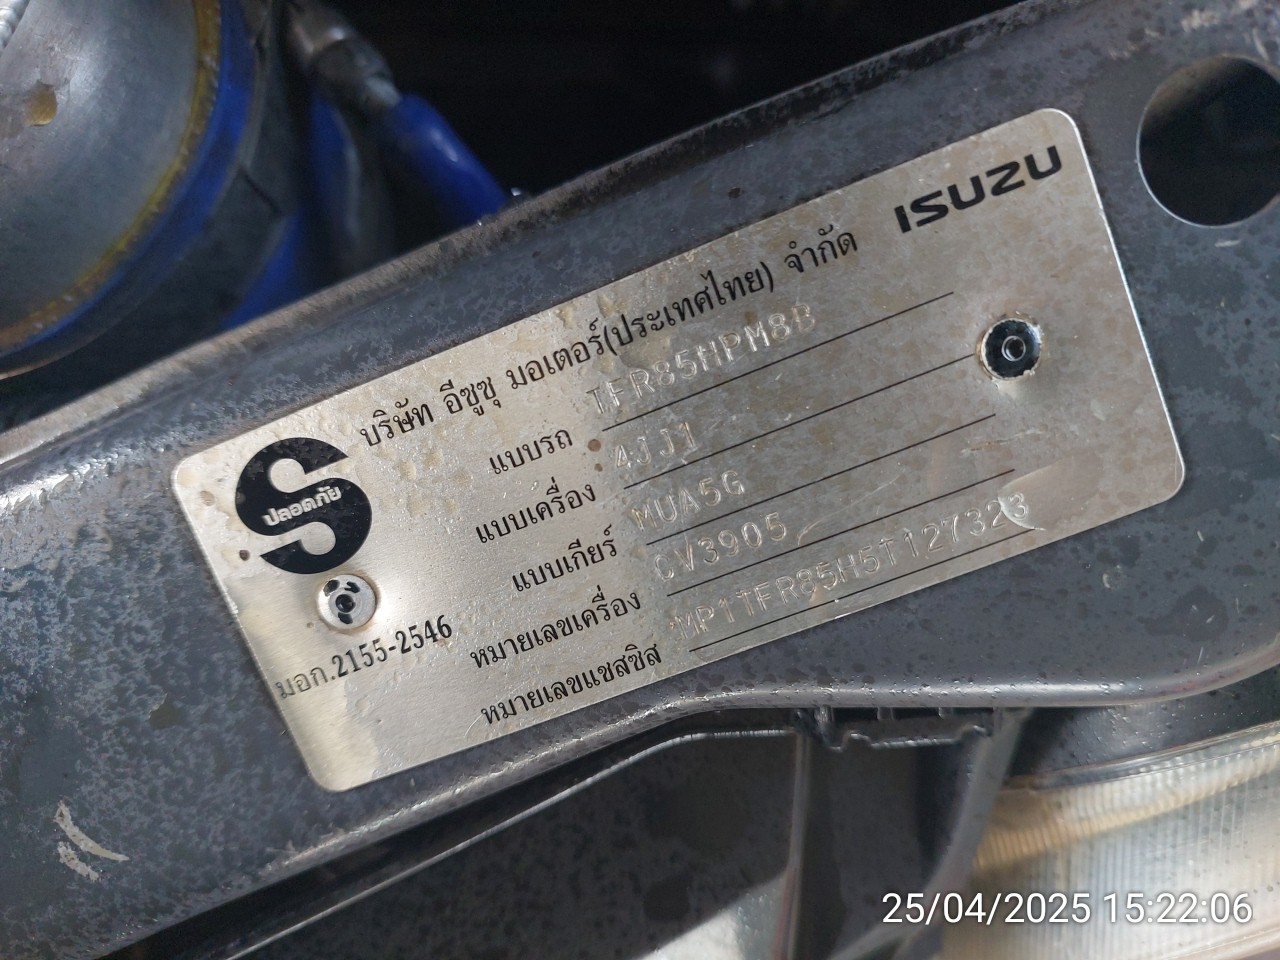 ISUZU
บริษัท อีซูซุ มอเตอร์(ประเทศไทย) จำกัด
แบบรถ TFR85HPM8B
แบบเครื่อง 4JJ1
แบบเกียร์ MUA5G
หมายเลขเครื่อง CV3905
หมายเลขแชสซิส MP1TFR85H5T127323
ปลอดภัย
มอก.2155-2546
25/04/2025 15:22:06